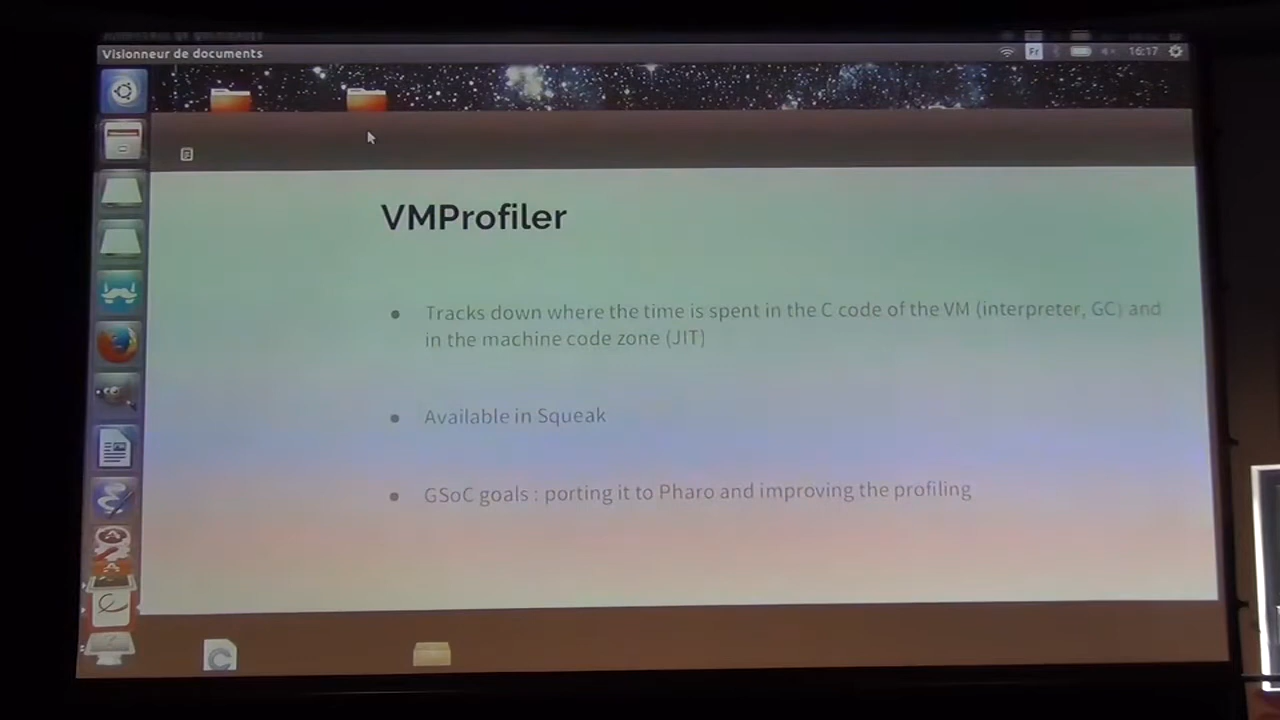 Visionneur de documents
Fr
16:17
VMProfiler
● Tracks down where the time is spent in the C code of the VM (interpreter, GC) and
in the machine code zone (JIT)
● Available in Squeak
● GSoC goals : porting it to Pharo and improving the profiling